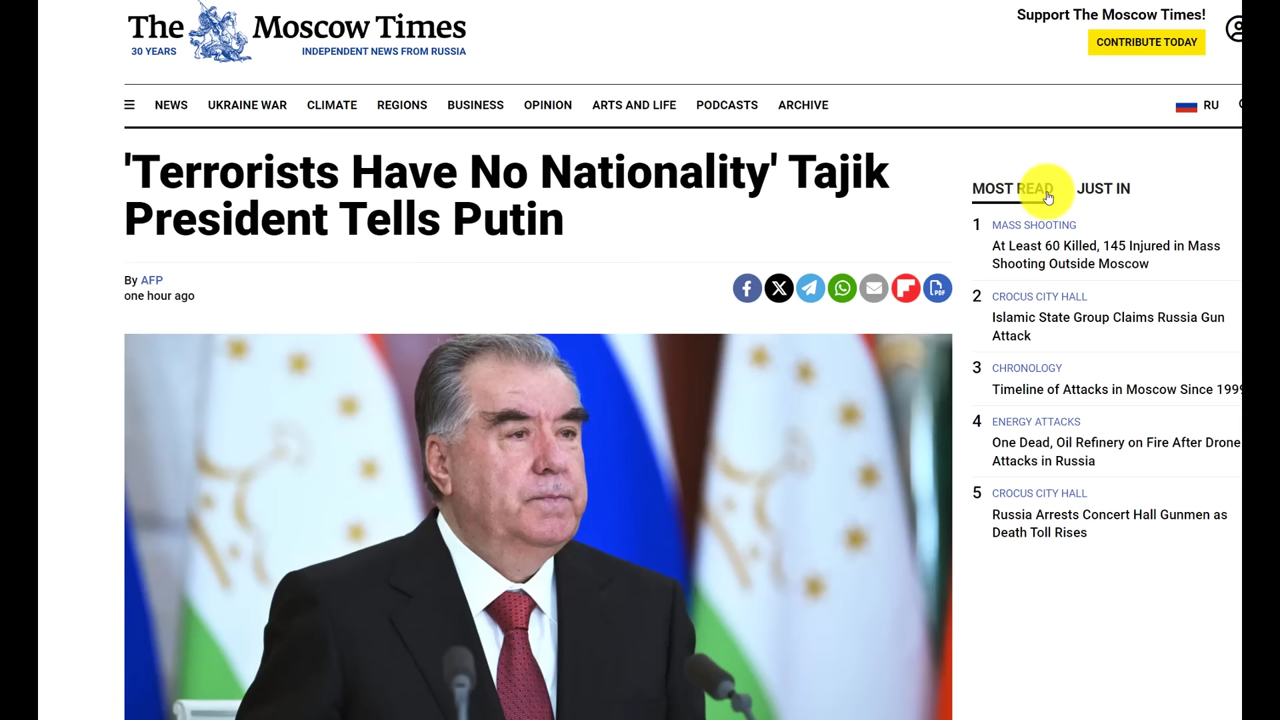 The Moscow Times
30 YEARS
INDEPENDENT NEWS FROM RUSSIA
Support The Moscow Times!
CONTRIBUTE TODAY
NEWS UKRAINE WAR CLIMATE REGIONS BUSINESS OPINION ARTS AND LIFE PODCASTS ARCHIVE
RU
'Terrorists Have No Nationality' Tajik
President Tells Putin
By AFP
one hour ago
PDF
MOST READ JUST IN
1 MASS SHOOTING
At Least 60 Killed, 145 Injured in Mass
Shooting Outside Moscow
2 CROCUS CITY HALL
Islamic State Group Claims Russia Gun
Attack
3 CHRONOLOGY
Timeline of Attacks in Moscow Since 1999
4 ENERGY ATTACKS
One Dead, Oil Refinery on Fire After Drone
Attacks in Russia
5 CROCUS CITY HALL
Russia Arrests Concert Hall Gunmen as
Death Toll Rises